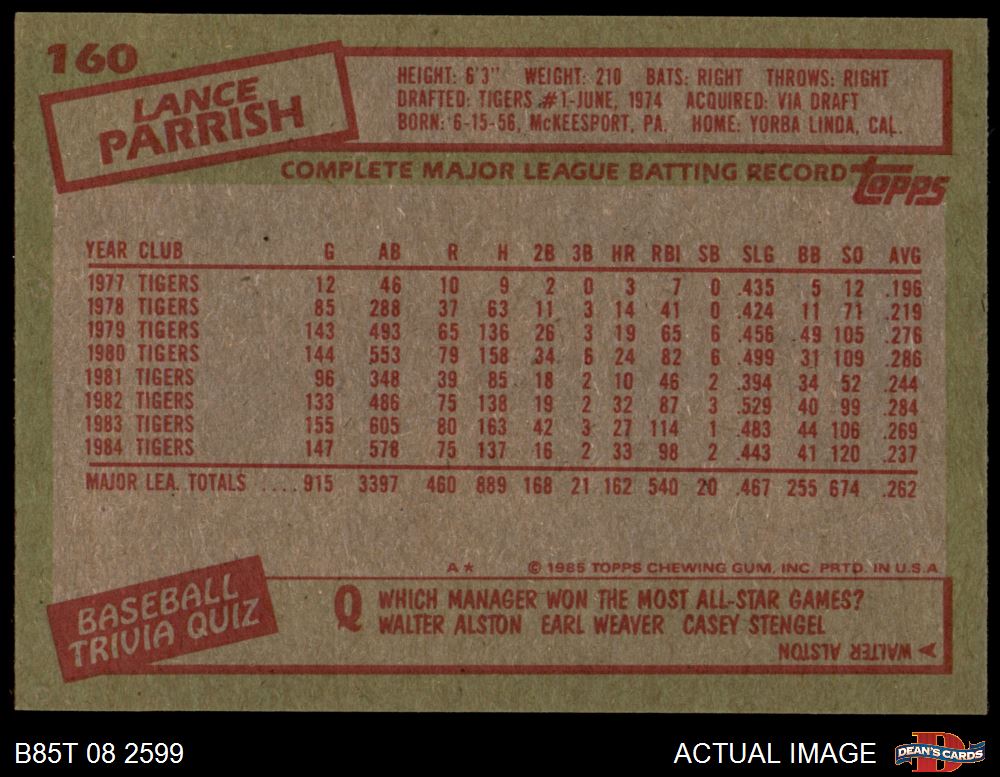 160
LANCE
PARRISH
HEIGHT: 6'3" WEIGHT: 210 BATS: RIGHT THROWS: RIGHT
DRAFTED: TIGERS #1-JUNE, 1974 ACQUIRED: VIA DRAFT
BORN: 6-15-56, McKEESPORT, PA. HOME: YORBA LINDA, CAL.
COMPLETE MAJOR LEAGUE BATTING RECORD topps
YEAR CLUB G AB R H 2B 3B HR RBI SB SLG BB SO AVG
1977 TIGERS 12 46 10 9 2 0 3 7 0 .435 5 12 .196
1978 TIGERS 85 288 37 63 11 3 14 41 0 .424 11 71 .219
1979 TIGERS 143 493 65 136 26 3 19 65 6 .456 49 105 .276
1980 TIGERS 144 553 79 158 34 6 24 82 6 .499 31 109 .286
1981 TIGERS 96 348 39 85 18 2 10 46 2 .394 34 52 .244
1982 TIGERS 133 486 75 138 19 2 32 87 3 .529 40 99 .284
1983 TIGERS 155 605 80 163 42 3 27 114 1 .483 44 106 .269
1984 TIGERS 147 578 75 137 16 2 33 98 2 .443 41 120 .237
MAJOR LEA. TOTALS ....915 3397 460 889 168 21 162 540 20 .467 255 674 .262
A* © 1985 TOPPS CHEWING GUM, INC. PRTD. IN U.S.A.
BASEBALL
TRIVIA QUIZ
Q WHICH MANAGER WON THE MOST ALL-STAR GAMES?
WALTER ALSTON EARL WEAVER CASEY STENGEL
WALTER ALSTON
B85T 08 2599
ACTUAL IMAGE
D
DEAN'S CARDS